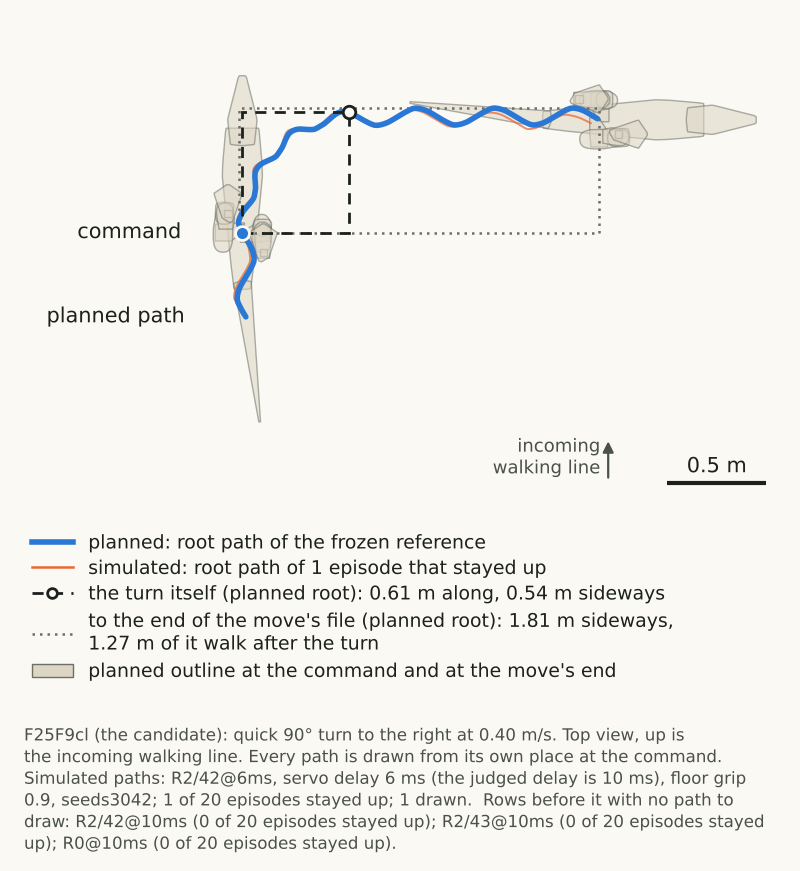 command
planned path
incoming
walking line
0.5 m
planned: root path of the frozen reference
simulated: root path of 1 episode that stayed up
the turn itself (planned root): 0.61 m along, 0.54 m sideways
to the end of the move's file (planned root): 1.81 m sideways,
1.27 m of it walk after the turn
planned outline at the command and at the move's end
F25F9cl (the candidate): quick 90° turn to the right at 0.40 m/s. Top view, up is
the incoming walking line. Every path is drawn from its own place at the command.
Simulated paths: R2/42@6ms, servo delay 6 ms (the judged delay is 10 ms), floor grip
0.9, seeds3042; 1 of 20 episodes stayed up; 1 drawn.  Rows before it with no path to
draw: R2/42@10ms (0 of 20 episodes stayed up); R2/43@10ms (0 of 20 episodes stayed
up); R0@10ms (0 of 20 episodes stayed up).